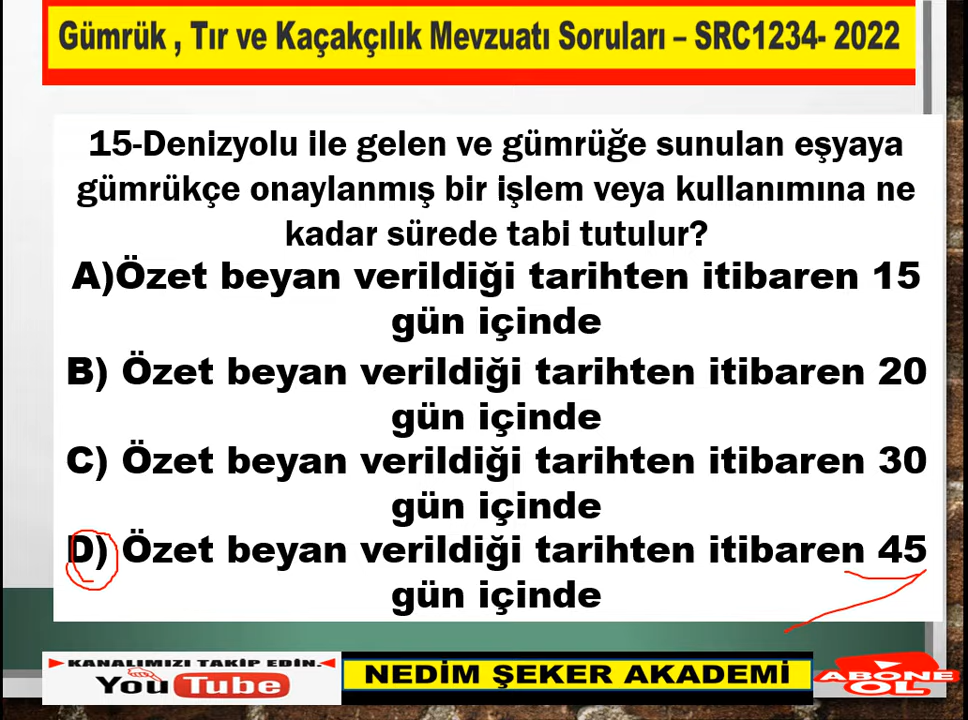 Gümrük , Tır ve Kaçakçılık Mevzuatı Soruları – SRC1234- 2022
15-Denizyolu ile gelen ve gümrüğe sunulan eşyaya
gümrükçe onaylanmış bir işlem veya kullanımına ne
kadar sürede tabi tutulur?
A)Özet beyan verildiği tarihten itibaren 15
gün içinde
B) Özet beyan verildiği tarihten itibaren 20
gün içinde
C) Özet beyan verildiği tarihten itibaren 30
gün içinde
D) Özet beyan verildiği tarihten itibaren 45
gün içinde
KANALIMIZI TAKİP EDİN.
YouTube
NEDİM ŞEKER AKADEMİ
ABONE
OL